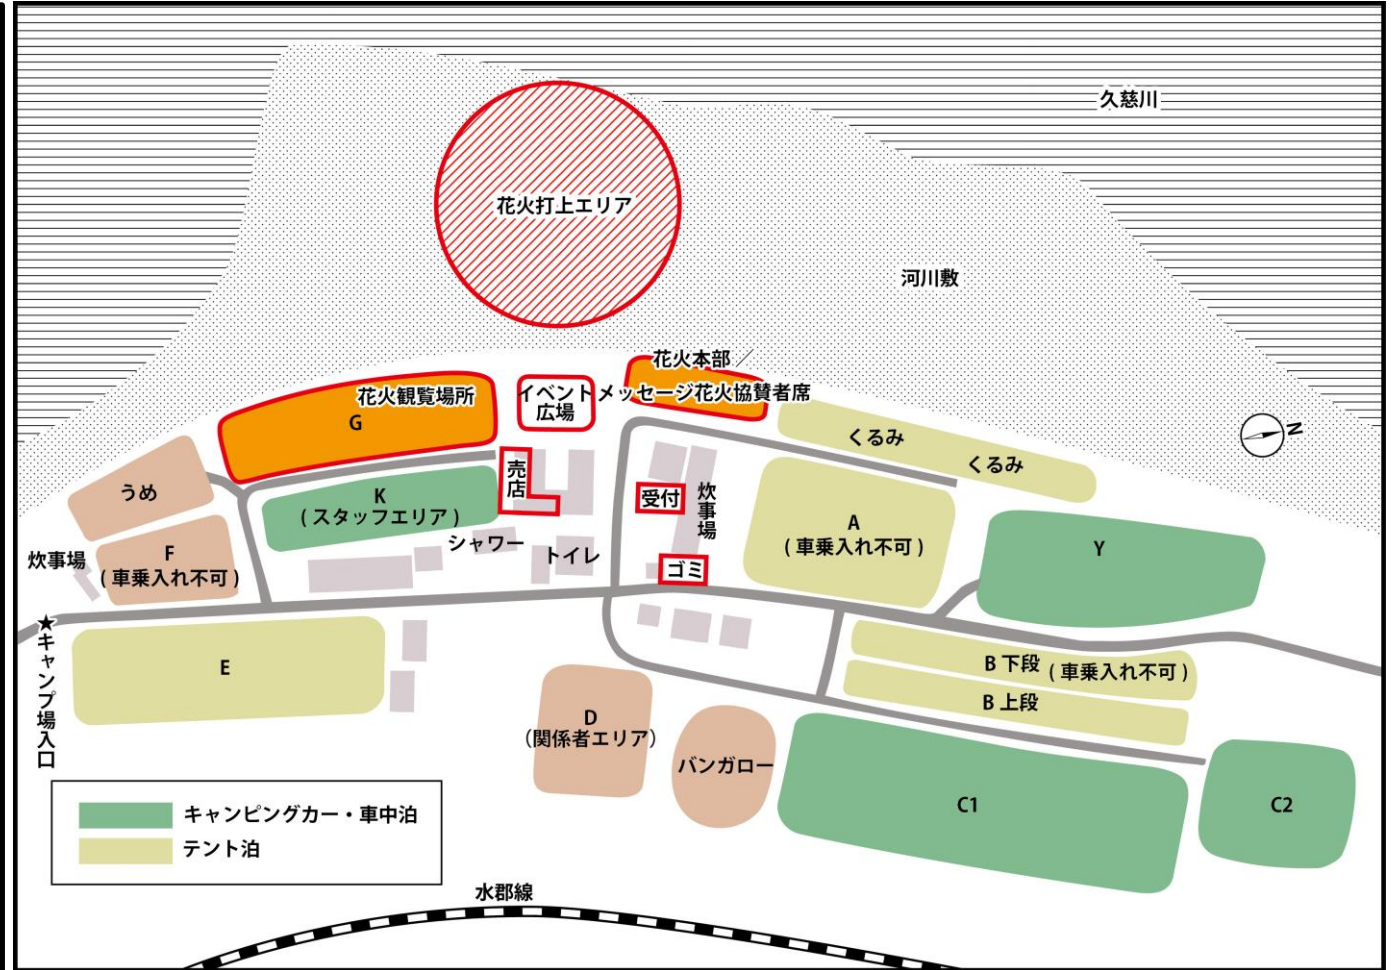 久慈川
花火打上エリア
河川敷
花火本部／
メッセージ花火協賛者席
花火観覧場所
G
イベント
広場
くるみ
くるみ
N
うめ
K
(スタッフエリア)
売店
受付
炊事場
A
(車乗入れ不可)
Y
炊事場
F
(車乗入れ不可)
シャワー
トイレ
ゴミ
★キャンプ場入口
E
B 下段 (車乗入れ不可)
B 上段
D
(関係者エリア)
バンガロー
C1
C2
キャンピングカー・車中泊
テント泊
水郡線